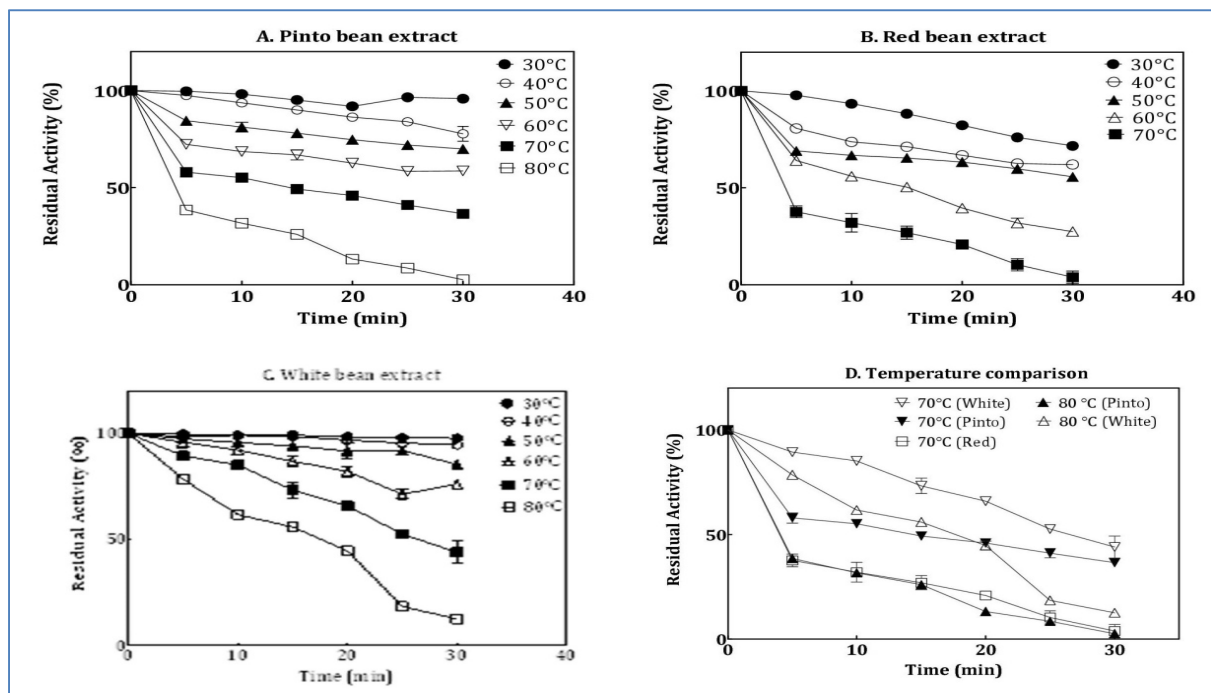 A. Pinto bean extract
Residual Activity (%)
100
50
0
0 10 20 30 40
Time (min)
30°C
40°C
50°C
60°C
70°C
80°C
B. Red bean extract
Residual Activity (%)
100
50
0
0 10 20 30 40
Time (min)
30°C
40°C
50°C
60°C
70°C
C. White bean extract
Residual Activity (%)
100
50
0
0 10 20 30 40
Time (min)
30°C
40°C
50°C
60°C
70°C
80°C
D. Temperature comparison
Residual Activity (%)
100
50
0
0 10 20 30
Time (min)
70°C (White)
70°C (Pinto)
70°C (Red)
80 °C (Pinto)
80 °C (White)